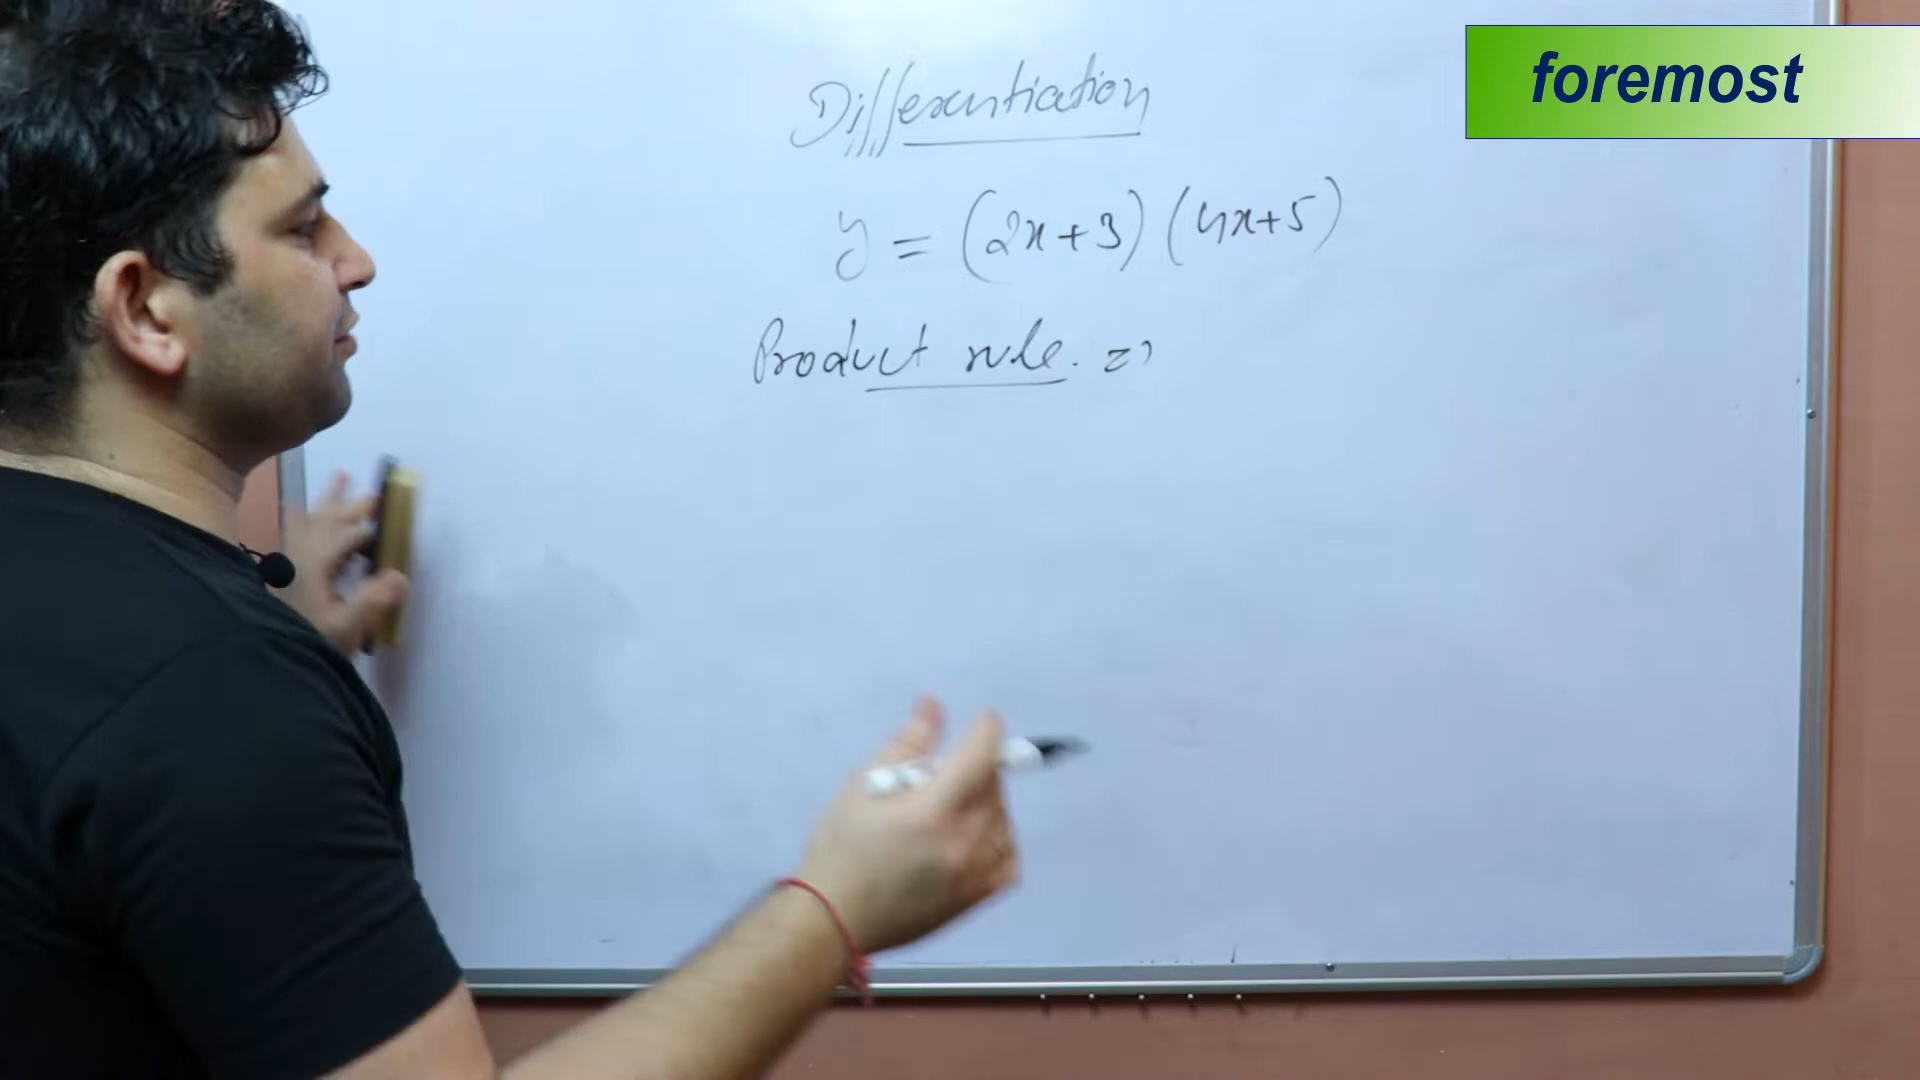 foremost
Differentiation
y = (2x+3) (4x+5)
Product rule. =>